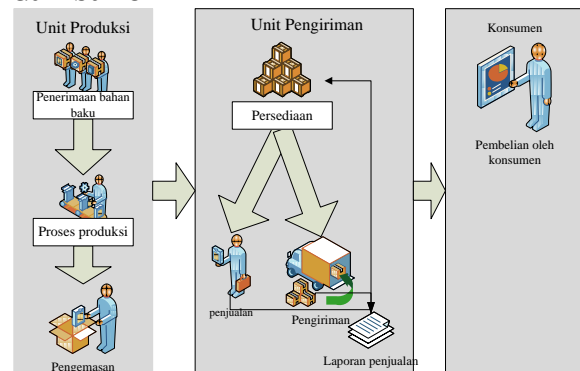 Unit Produksi
Penerimaan bahan
baku
Proses produksi
Pengemasan
Unit Pengiriman
Persediaan
penjualan
Pengiriman
Laporan penjualan
Konsumen
Pembelian oleh
konsumen